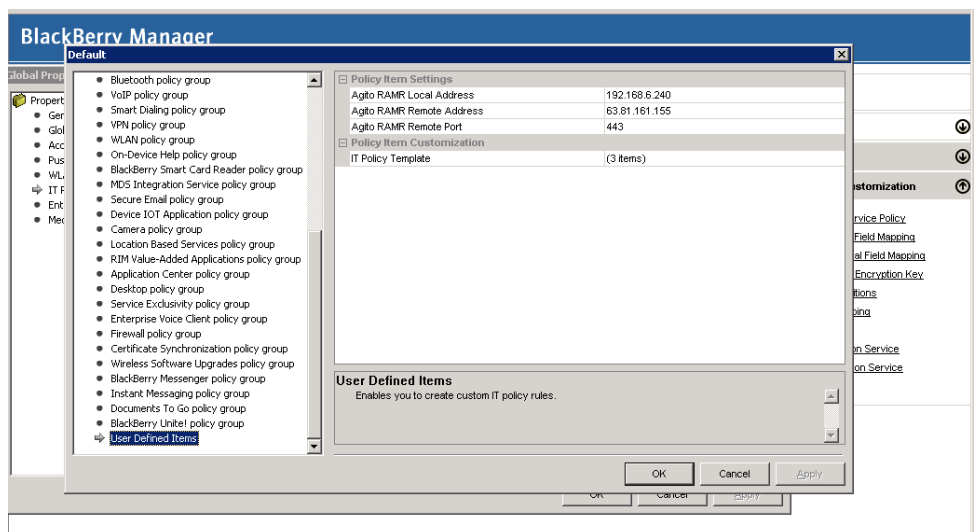 BlackBerry Manager
Default
Global Prop
Propert
Gen
Glol
Acc
Pus
WL
IT F
Ent
Med
Bluetooth policy group
VoIP policy group
Smart Dialing policy group
VPN policy group
WLAN policy group
On-Device Help policy group
BlackBerry Smart Card Reader policy group
MDS Integration Service policy group
Secure Email policy group
Device IOT Application policy group
Camera policy group
Location Based Services policy group
RIM Value-Added Applications policy group
Application Center policy group
Desktop policy group
Service Exclusivity policy group
Enterprise Voice Client policy group
Firewall policy group
Certificate Synchronization policy group
Wireless Software Upgrades policy group
BlackBerry Messenger policy group
Instant Messaging policy group
Documents To Go policy group
BlackBerry Unite! policy group
User Defined Items
Policy Item Settings
Agito RAMR Local Address 192.168.6.240
Agito RAMR Remote Address 63.81.161.155
Agito RAMR Remote Port 443
Policy Item Customization
IT Policy Template (3 items)
User Defined Items
Enables you to create custom IT policy rules.
OK Cancel Apply
OK Cancel Apply
stomization
rvice Policy
Field Mapping
al Field Mapping
Encryption Key
itions
ping
on Service
on Service